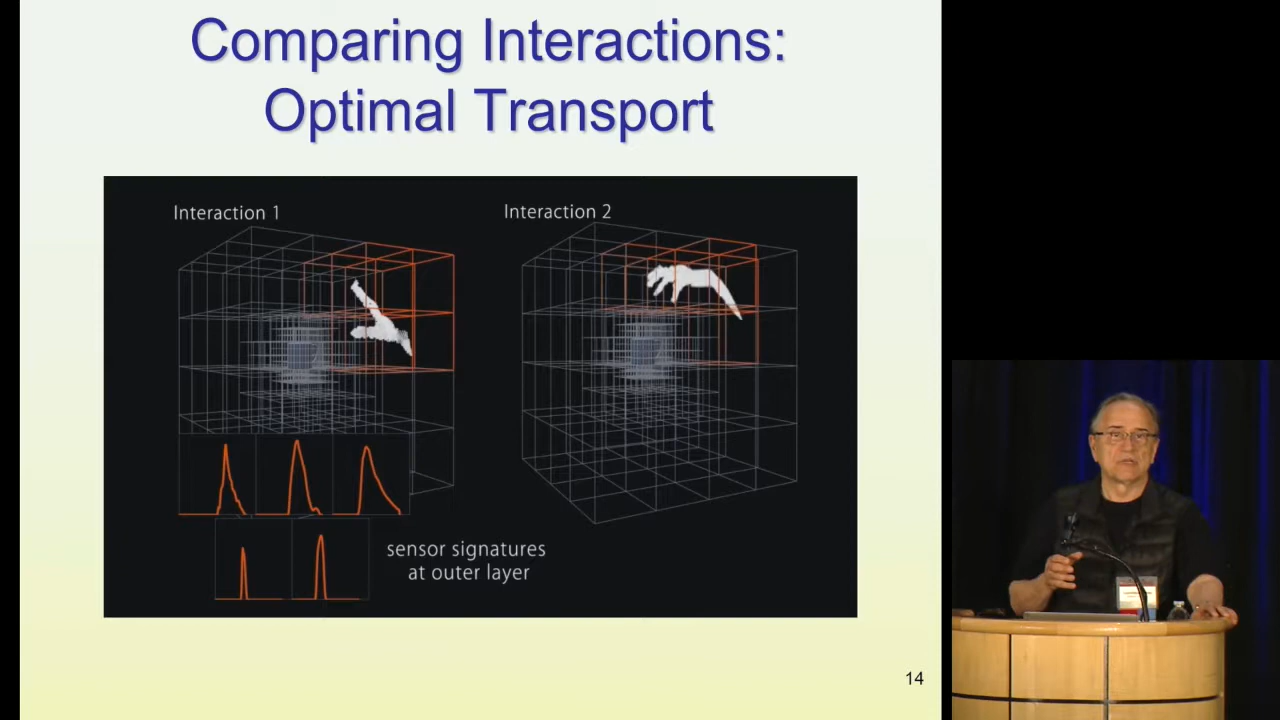 Comparing Interactions:
Optimal Transport
Interaction 1
Interaction 2
sensor signatures
at outer layer
14